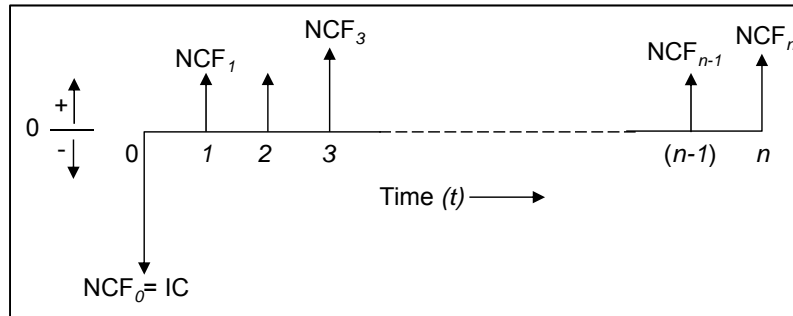 NCF3
NCF1
NCFn-1
NCFn
+
0
-
0
1
2
3
(n-1)
n
Time (t)
NCF0= IC